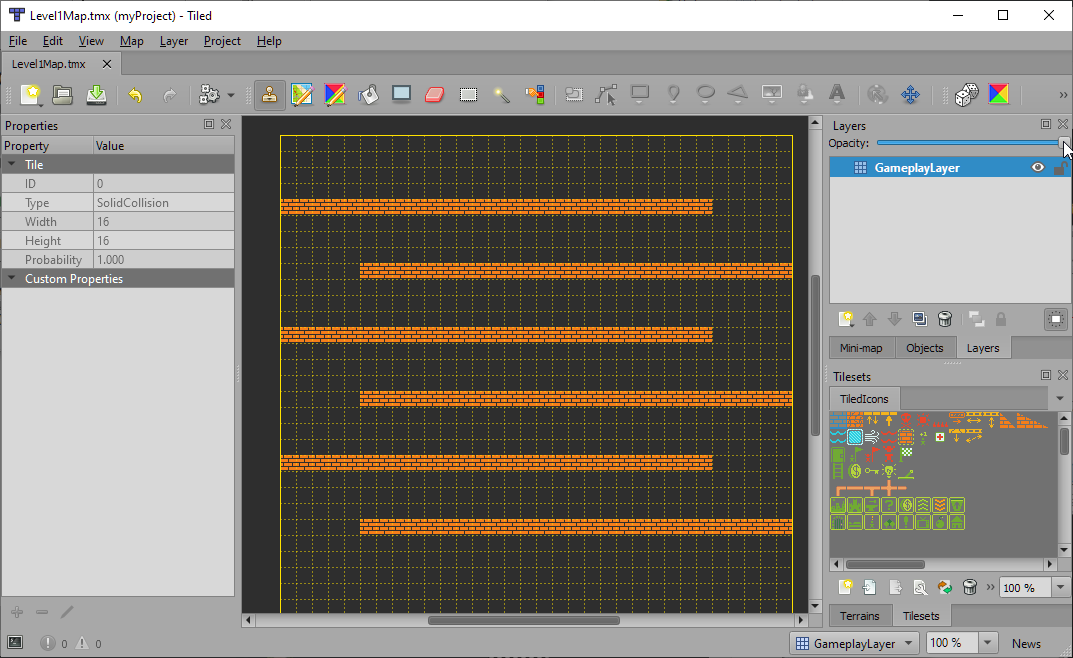 Level1Map.tmx (myProject) - Tiled
File Edit View Map Layer Project Help
Level1Map.tmx
Properties
Property Value
Tile
ID 0
Type SolidCollision
Width 16
Height 16
Probability 1.000
Custom Properties
0 0
Layers
Opacity:
GameplayLayer
Mini-map Objects Layers
Tilesets
TiledIcons
100 %
Terrains Tilesets
GameplayLayer 100 % News